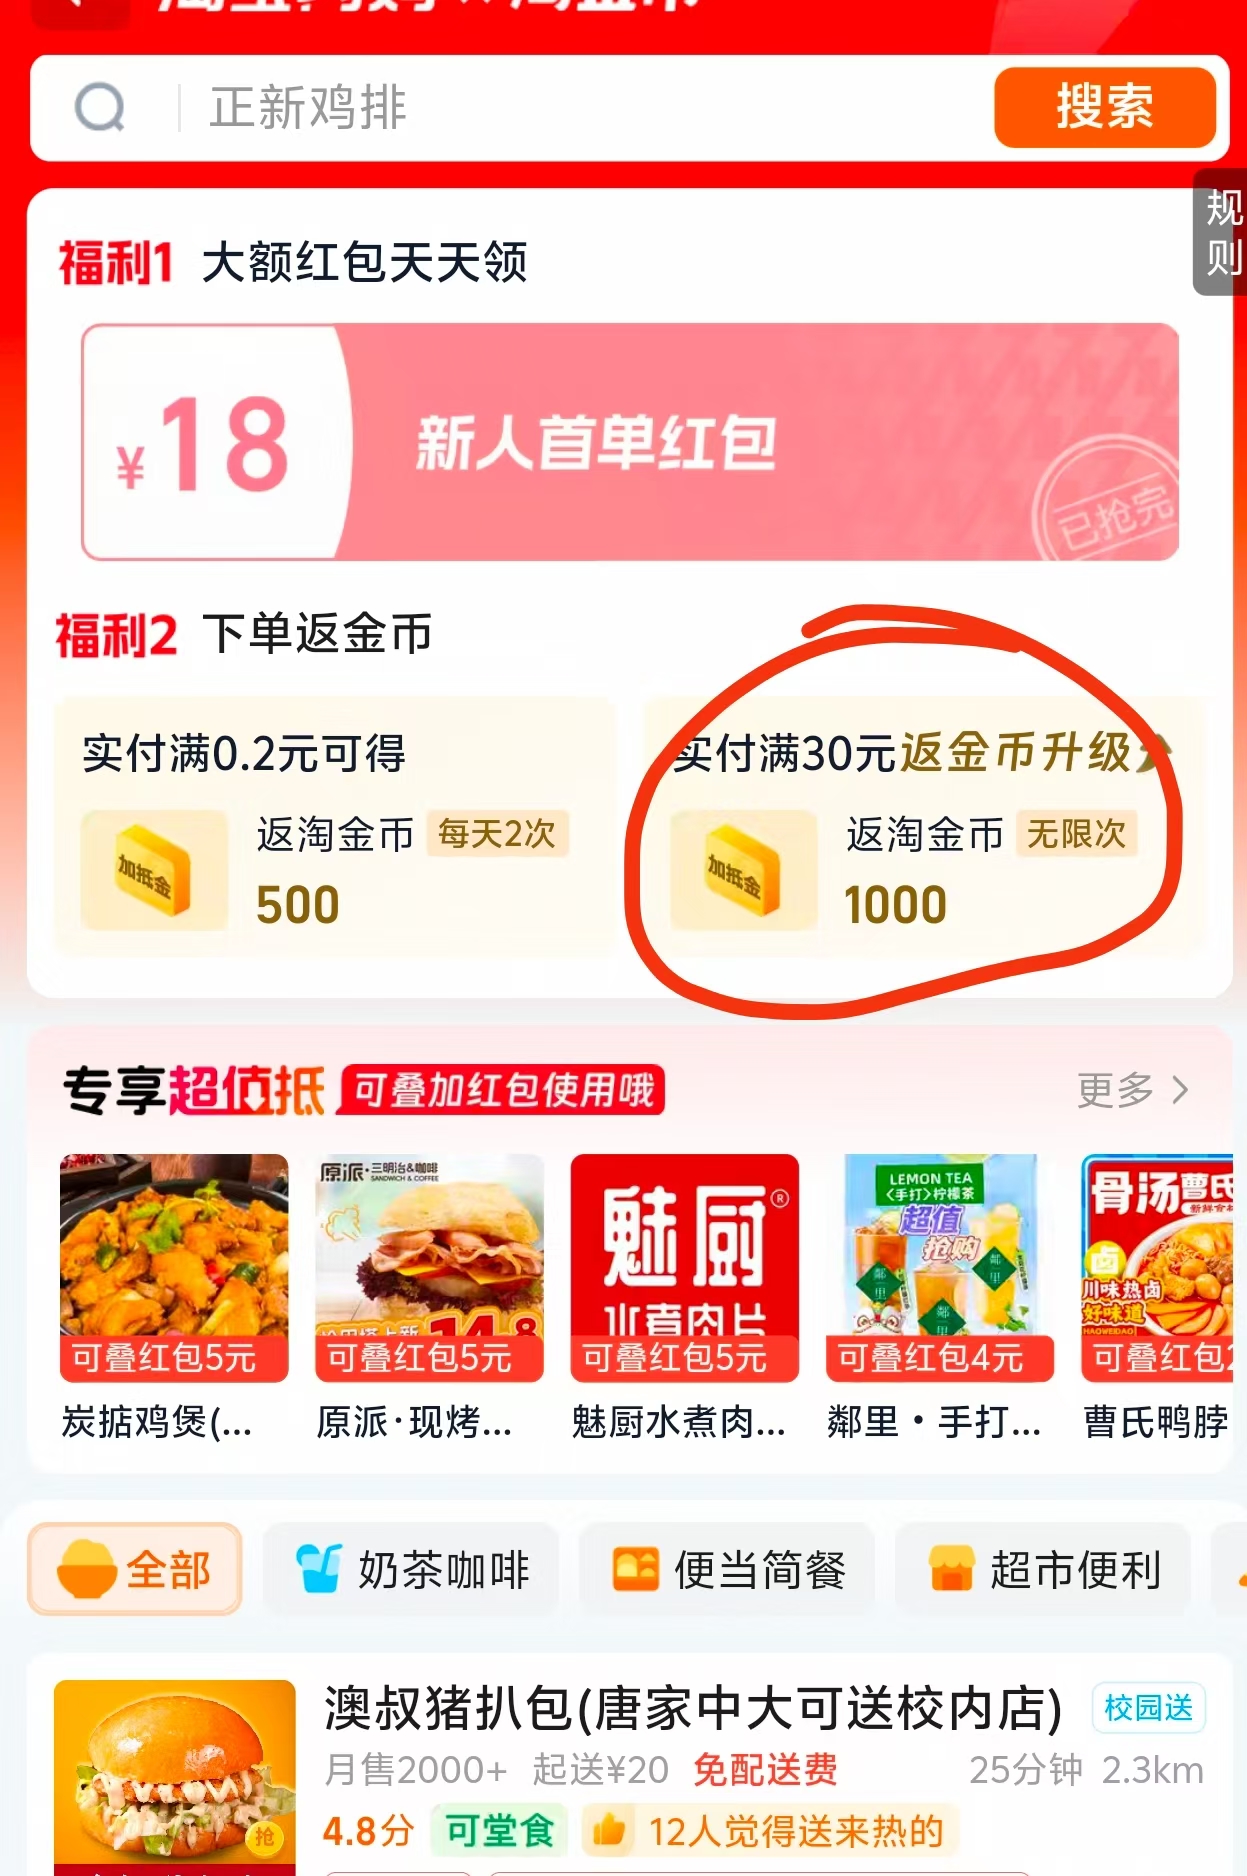 正新鸡排
搜索
规则
福利1 大额红包天天领
¥18
新人首单红包
已抢完
福利2 下单返金币
实付满0.2元可得
加抵金
返淘金币 每天2次
500
实付满30元返金币升级
加抵金
返淘金币 无限次
1000
专享超值抵 可叠加红包使用哦
更多
可叠红包5元
炭掂鸡煲(...
原派·三明治&咖啡
SANDWICH & COFFEE
14.8
可叠红包5元
原派·现烤...
魅厨®
水煮肉片
可叠红包5元
魅厨水煮肉...
LEMON TEA
〈手打〉柠檬茶
超值
抢购
鄰里
鄰里
鄰里
可叠红包4元
鄰里·手打...
骨汤曹氏
卤
川味热卤
好味道
HAOWEIDAO
可叠红包2
曹氏鸭脖
全部
奶茶咖啡
便当简餐
超市便利
澳叔猪扒包(唐家中大可送校内店) 校园送
月售2000+ 起送¥20 免配送费 25分钟 2.3km
抢
4.8分 可堂食 12人觉得送来热的